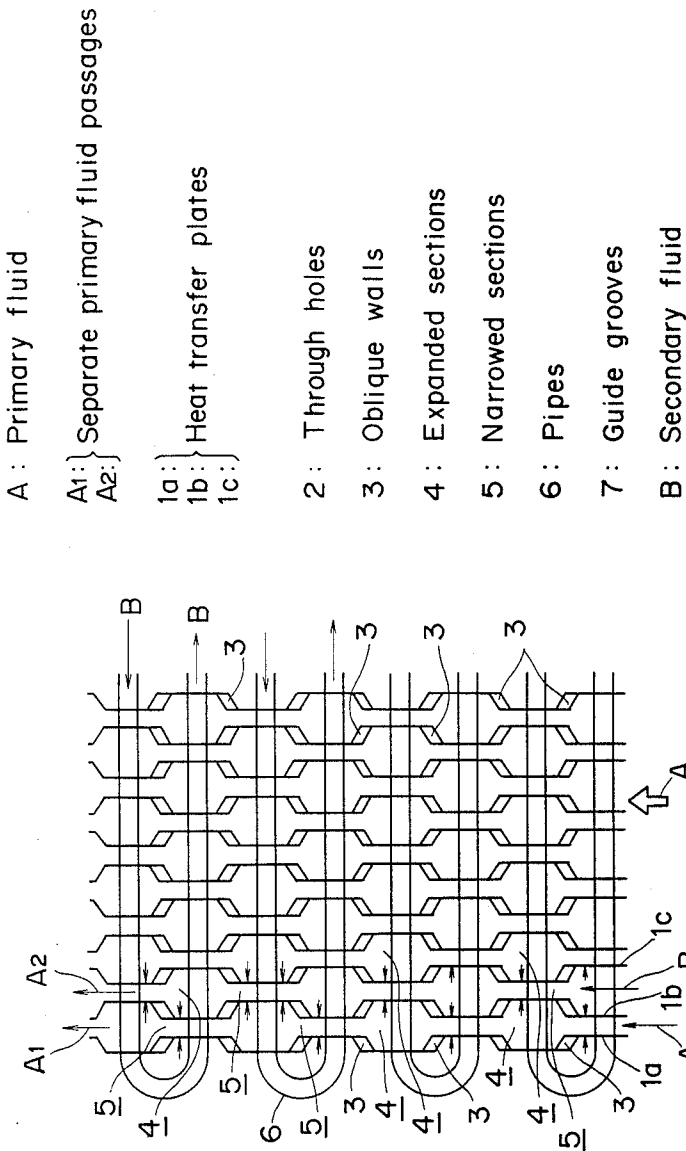 A : Primary fluid
A1: Separate primary fluid passages
A2:
1a: Heat transfer plates
1b:
1c:
2 : Through holes
3 : Oblique walls
4 : Expanded sections
5 : Narrowed sections
6 : Pipes
7 : Guide grooves
B : Secondary fluid
A1
A2
B
B
5
4
3
5
6
5
3
3
3
4
4
4
3
3
4
4
5
3
1a
1b
1c
A